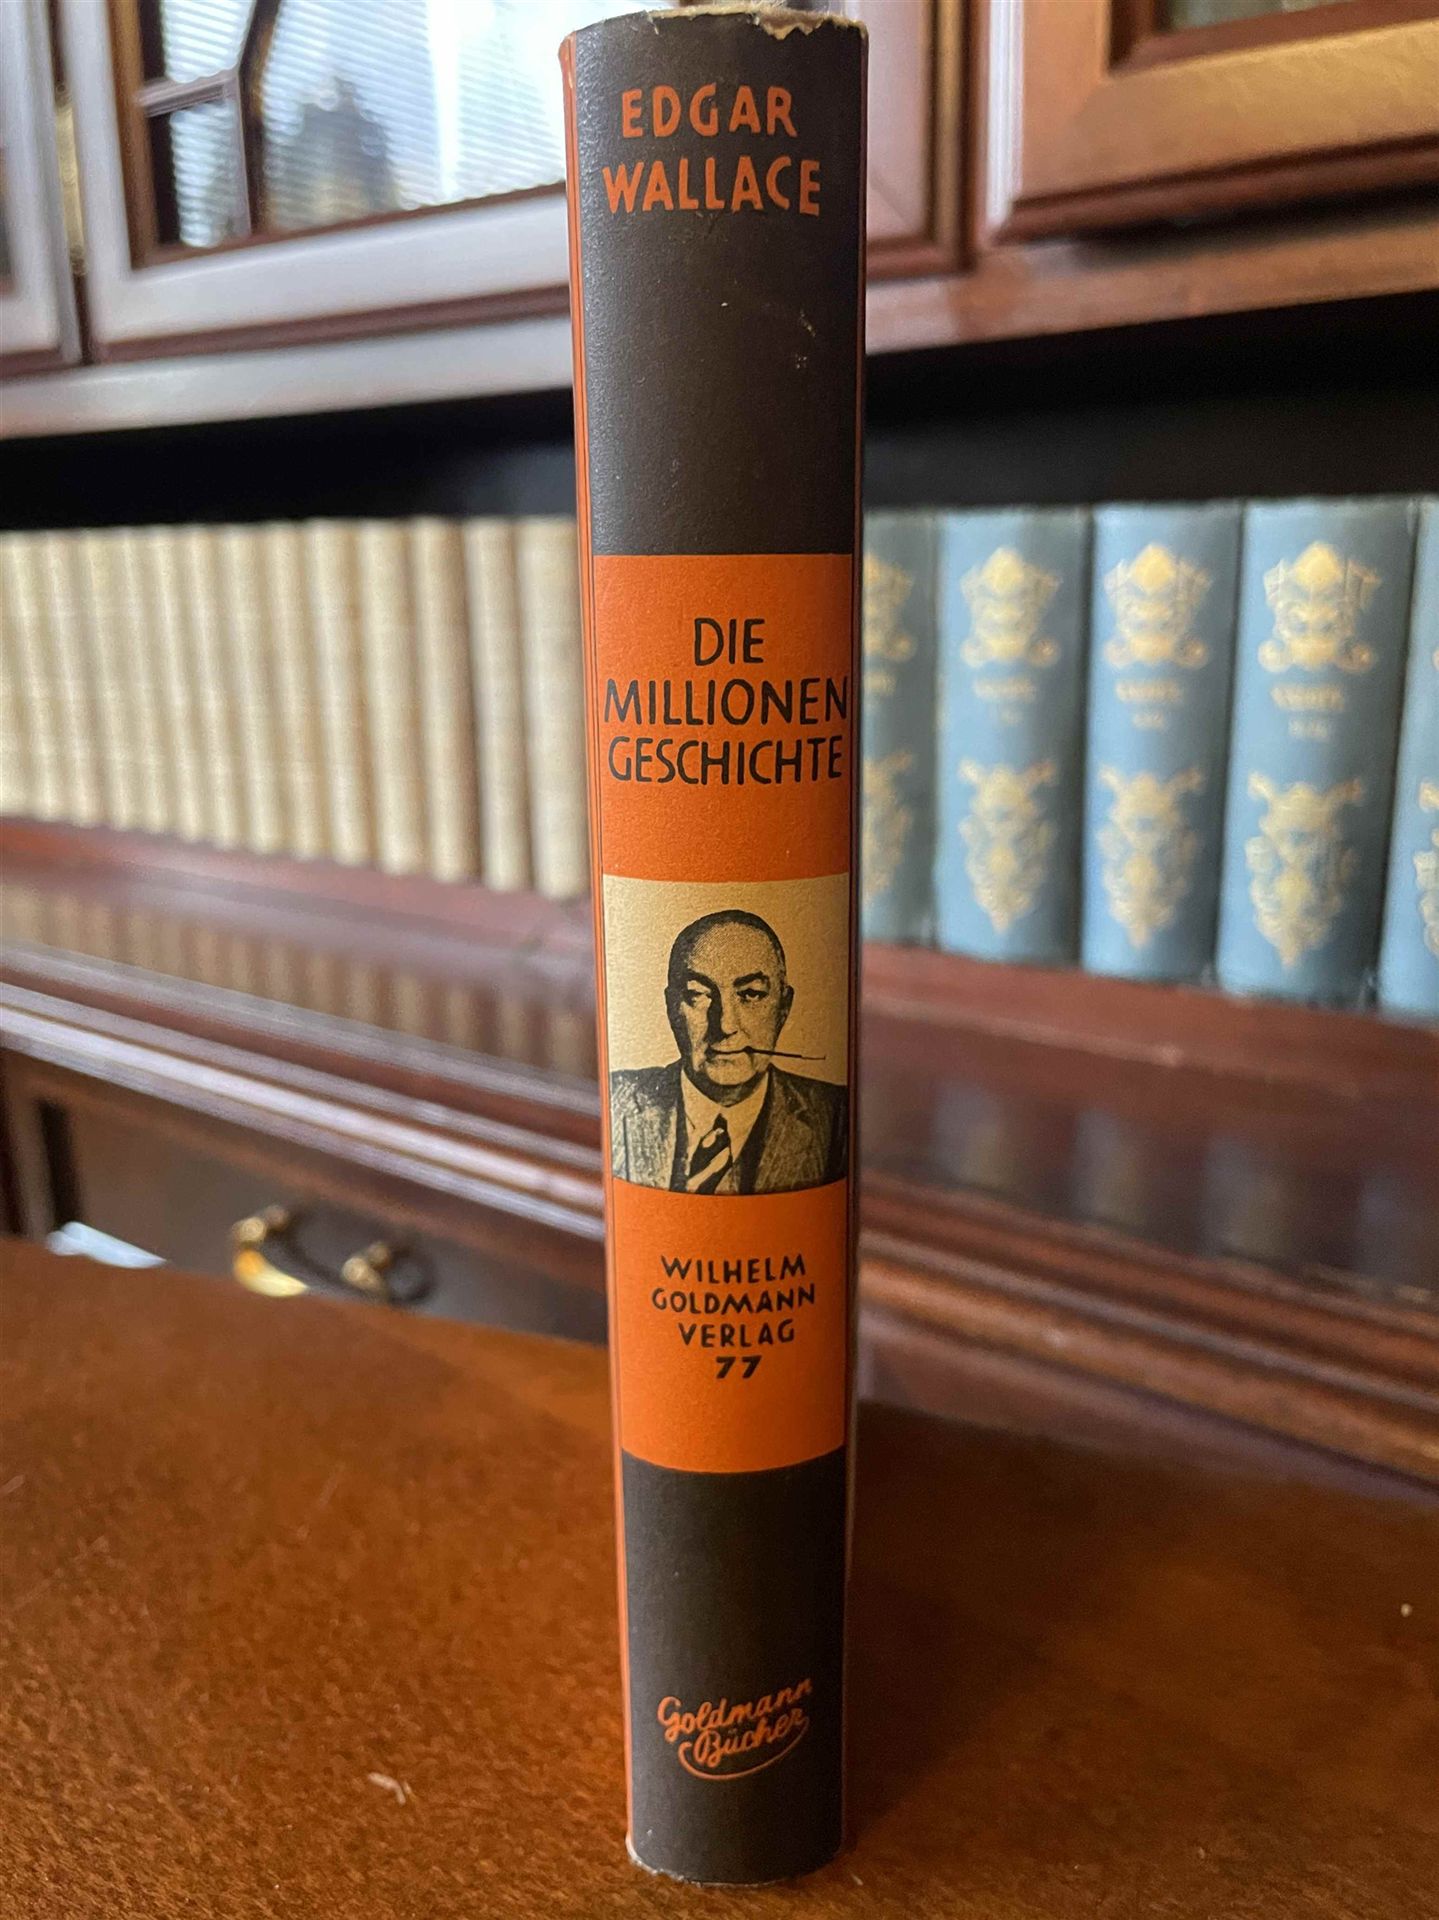 EDGAR
WALLACE
DIE
MILLIONEN
GESCHICHTE
WILHELM
GOLDMANN
VERLAG
77
Goldmann
Bücher